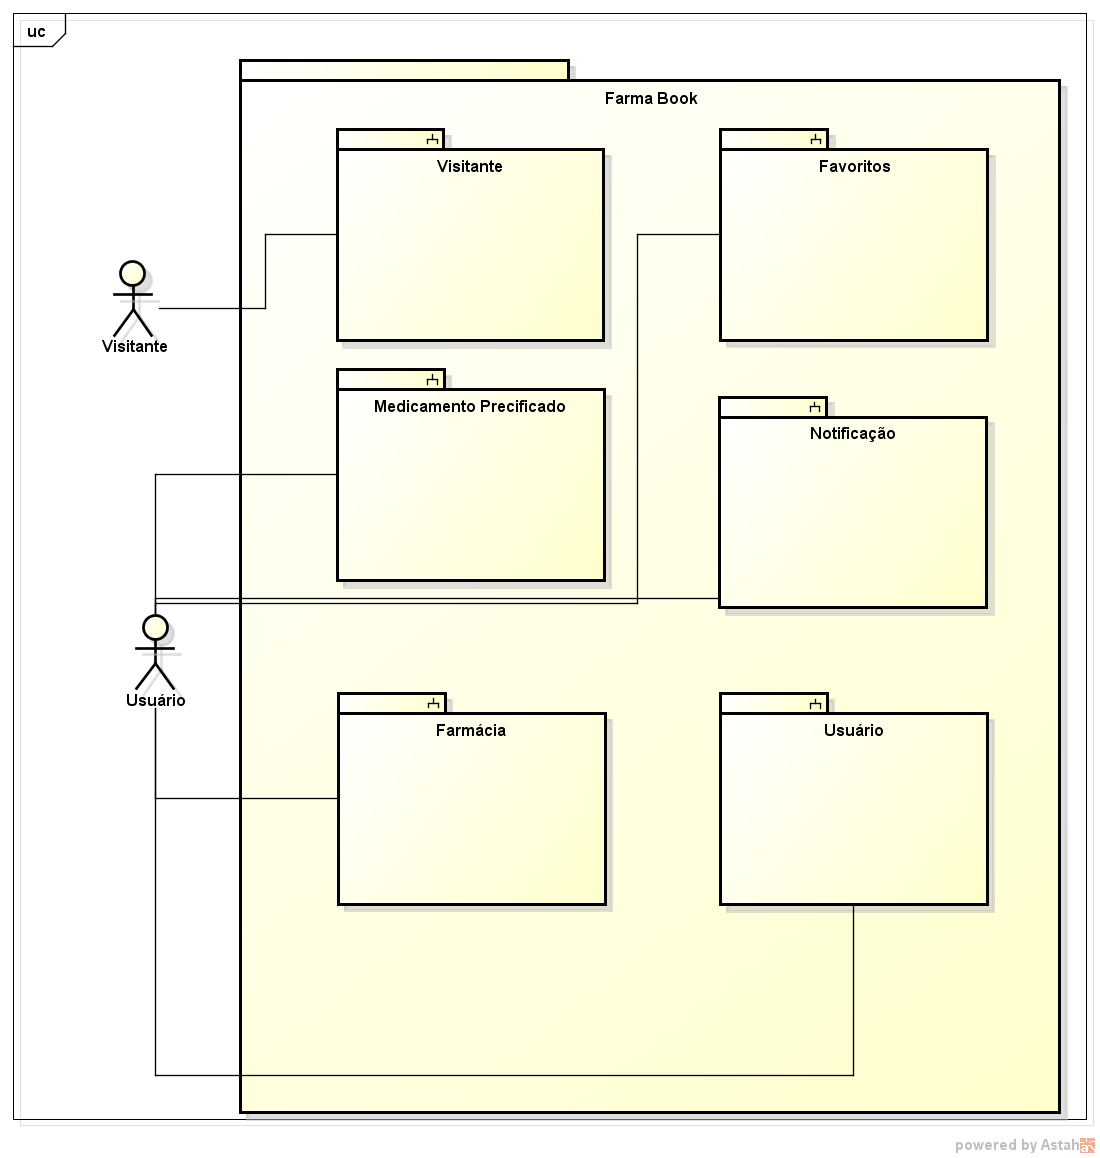 uc
Farma Book
Visitante
Favoritos
Visitante
Medicamento Precificado
Notificação
Usuário
Farmácia
Usuário
powered by Astah